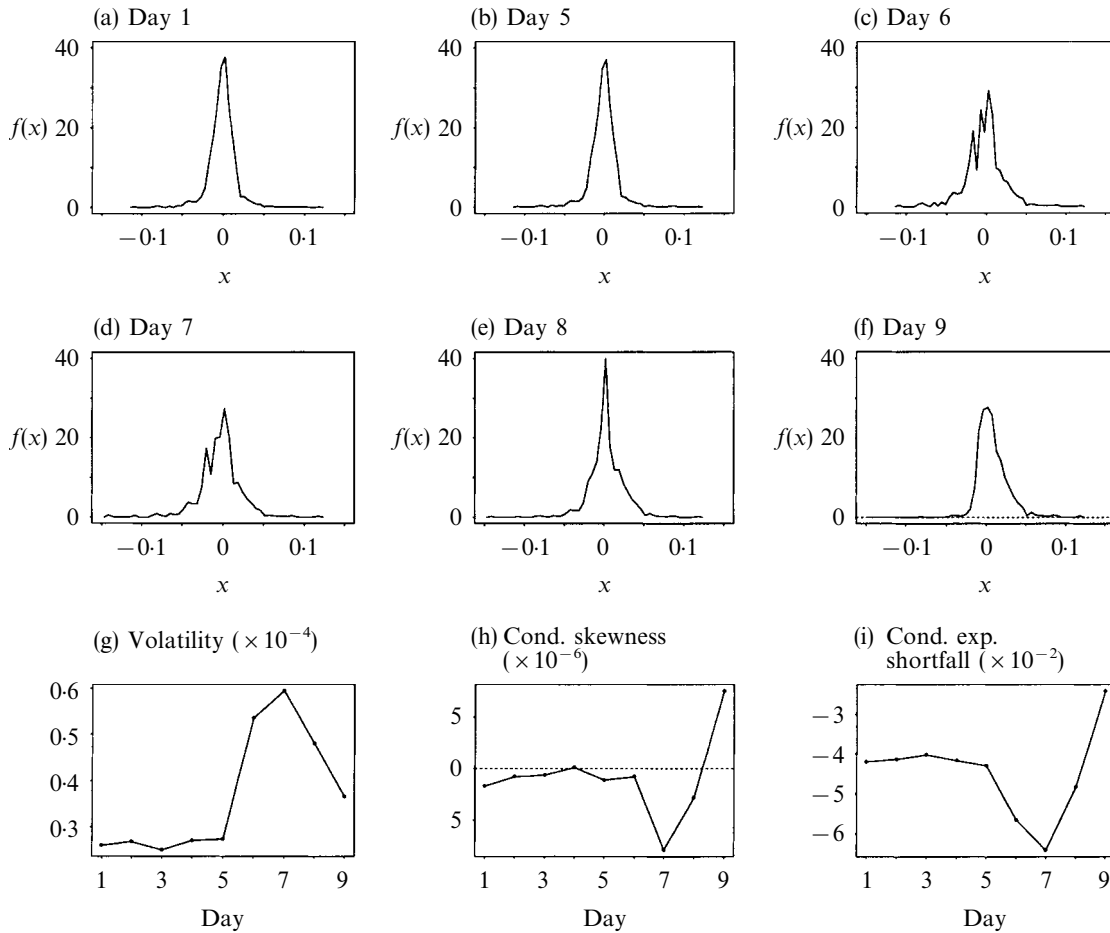 (a) Day 1
(b) Day 5
(c) Day 6
40
f(x) 20
0
−0·1 0 0·1
x
40
f(x) 20
0
−0·1 0 0·1
x
40
f(x) 20
0
−0·1 0 0·1
x
(d) Day 7
(e) Day 8
(f) Day 9
40
f(x) 20
0
−0·1 0 0·1
x
40
f(x) 20
0
−0·1 0 0·1
x
40
f(x) 20
0
−0·1 0 0·1
x
(g) Volatility (× 10⁻⁴)
0·6
0·5
0·4
0·3
1 3 5 7 9
Day
(h) Cond. skewness
(× 10⁻⁶)
5
0
5
1 3 5 7 9
Day
(i) Cond. exp.
shortfall (× 10⁻²)
−3
−4
−5
−6
1 3 5 7 9
Day